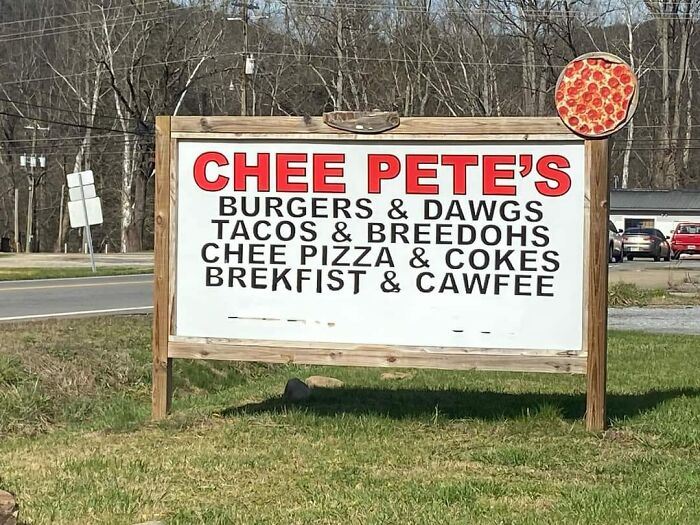 CHEE PETE'S
BURGERS & DAWGS
TACOS & BREEDOHS
CHEE PIZZA & COKES
BREKFIST & CAWFEE